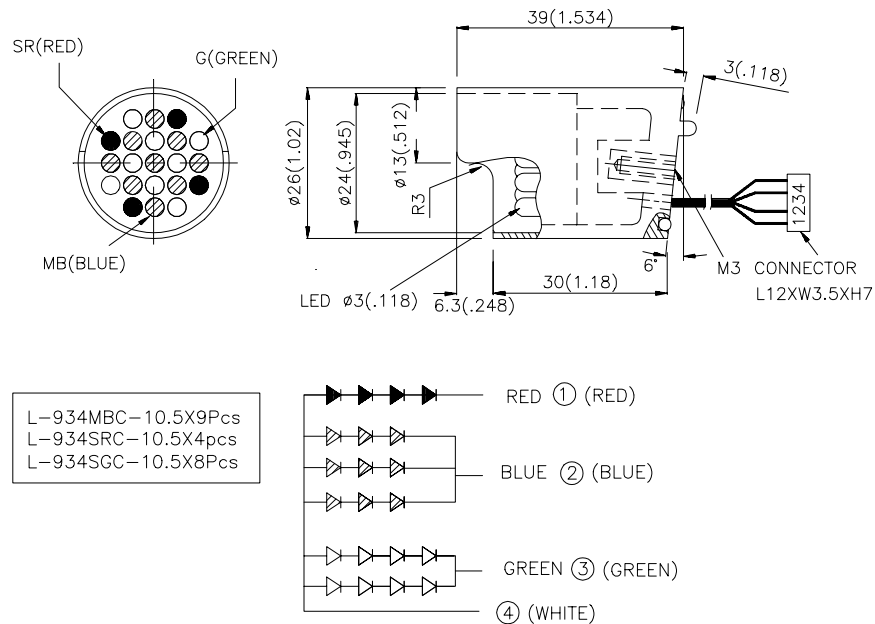 39(1.534)
SR(RED)
G(GREEN)
3(.118)
ø26(1.02)
ø24(.945)
ø13(.512)
R3
1234
MB(BLUE)
6°
M3 CONNECTOR
L12XW3.5XH7
LED ø3(.118)
6.3(.248)
30(1.18)
L-934MBC-10.5X9Pcs
L-934SRC-10.5X4pcs
L-934SGC-10.5X8Pcs
RED ① (RED)
BLUE ② (BLUE)
GREEN ③ (GREEN)
④ (WHITE)